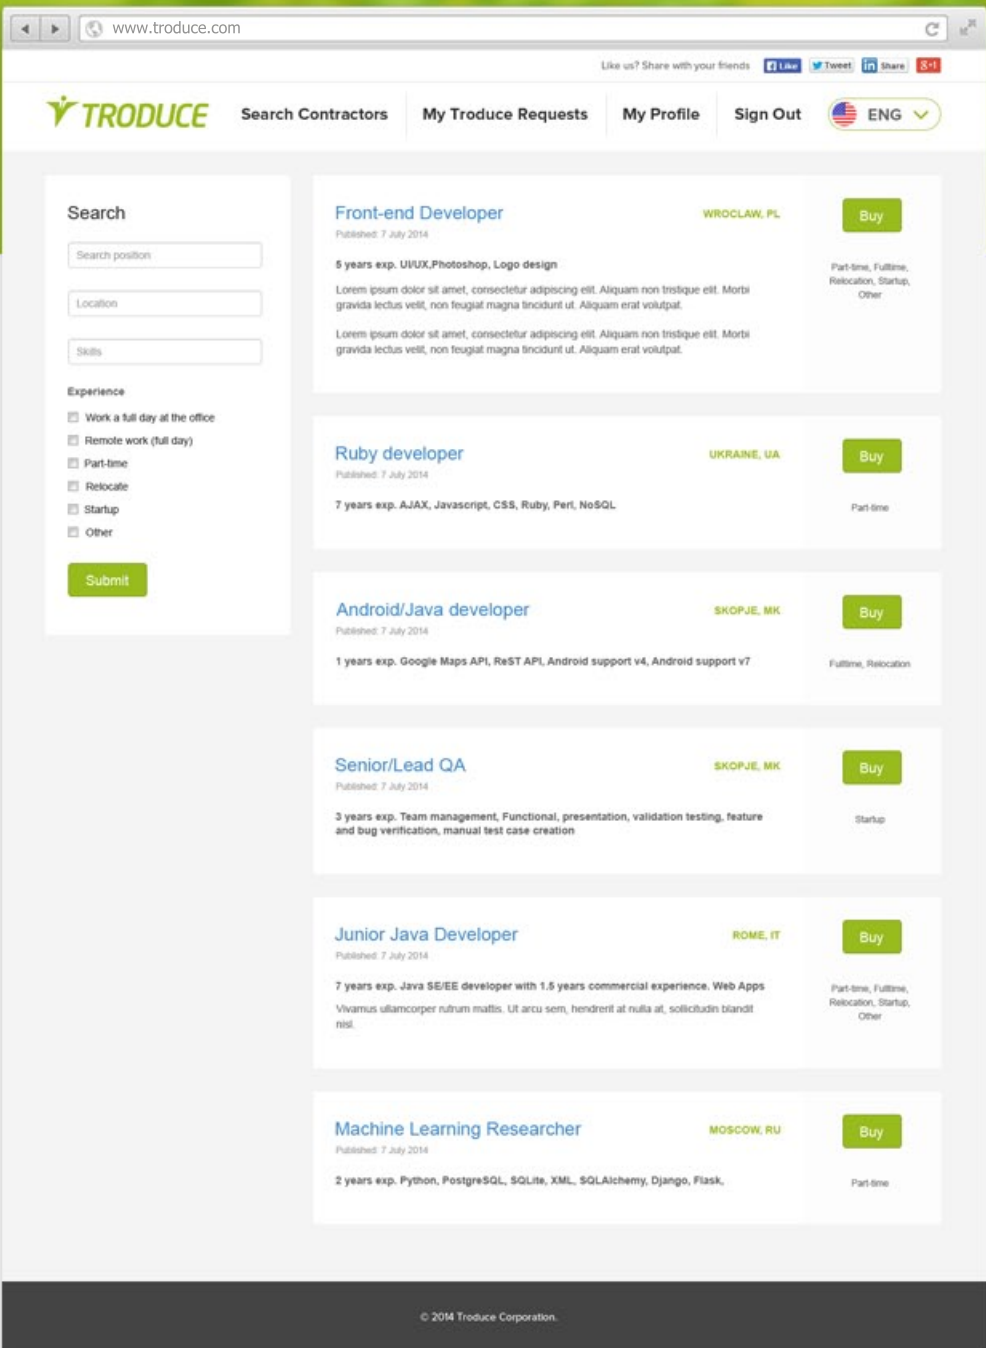 www.troduce.com
Like us? Share with your friends
Like
Tweet
Share
8+1
TRODUCE
Search Contractors
My Troduce Requests
My Profile
Sign Out
ENG
Search
Search position
Location
Skills
Experience
Work a full day at the office
Remote work (full day)
Part-time
Relocate
Startup
Other
Submit
Front-end Developer
WROCLAW, PL
Published: 7 July 2014
5 years exp. UI/UX,Photoshop, Logo design
Lorem ipsum dolor sit amet, consectetur adipiscing elit. Aliquam non tristique elit. Morbi
gravida lectus velit, non feugiat magna tincidunt ut. Aliquam erat volutpat.
Lorem ipsum dolor sit amet, consectetur adipiscing elit. Aliquam non tristique elit. Morbi
gravida lectus velit, non feugiat magna tincidunt ut. Aliquam erat volutpat.
Buy
Part-time, Fulltime,
Relocation, Startup,
Other
Ruby developer
UKRAINE, UA
Published: 7 July 2014
7 years exp. AJAX, Javascript, CSS, Ruby, Perl, NoSQL
Buy
Part-time
Android/Java developer
SKOPJE, MK
Published: 7 July 2014
1 years exp. Google Maps API, ReST API, Android support v4, Android support v7
Buy
Fulltime, Relocation
Senior/Lead QA
SKOPJE, MK
Published: 7 July 2014
3 years exp. Team management, Functional, presentation, validation testing, feature
and bug verification, manual test case creation
Buy
Startup
Junior Java Developer
ROME, IT
Published: 7 July 2014
7 years exp. Java SE/EE developer with 1.5 years commercial experience. Web Apps
Vivamus ullamcorper rutrum mattis. Ut arcu sem, hendrerit at nulla at, sollicitudin blandit
nisl.
Buy
Part-time, Fulltime,
Relocation, Startup,
Other
Machine Learning Researcher
MOSCOW, RU
Published: 7 July 2014
2 years exp. Python, PostgreSQL, SQLite, XML, SQLAlchemy, Django, Flask,
Buy
Part-time
© 2014 Troduce Corporation.